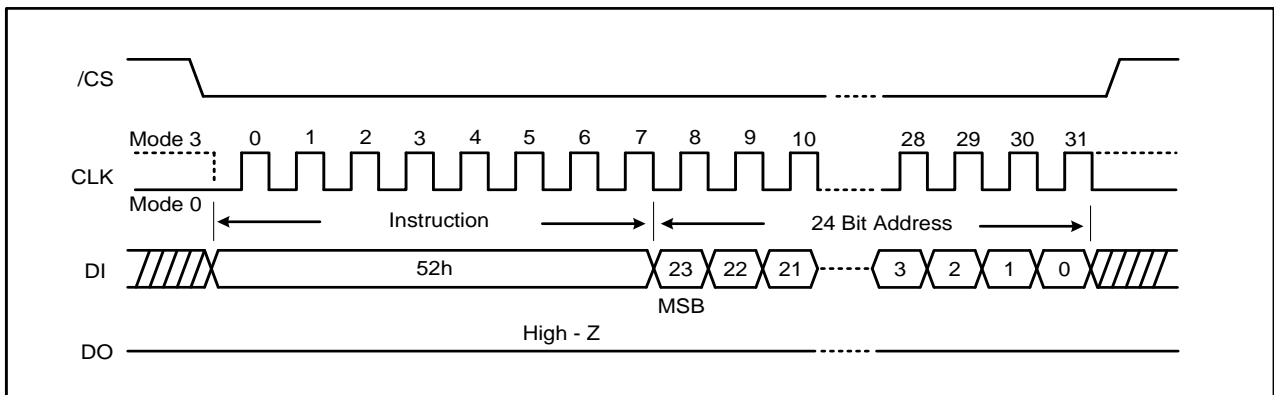 /CS
Mode 3 0 1 2 3 4 5 6 7 8 9 10 28 29 30 31
CLK
Mode 0
Instruction 24 Bit Address
DI 52h 23 22 21 3 2 1 0
MSB
High - Z
DO